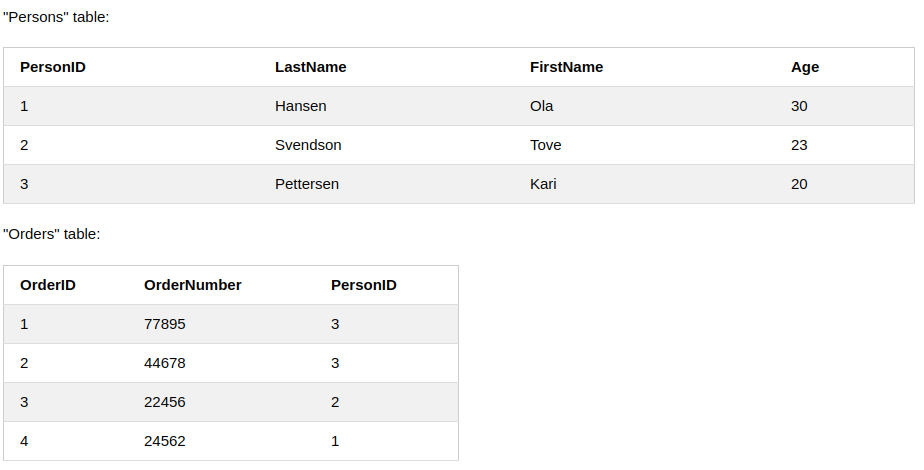 "Persons" table:
PersonID LastName FirstName Age
1 Hansen Ola 30
2 Svendson Tove 23
3 Pettersen Kari 20
"Orders" table:
OrderID OrderNumber PersonID
1 77895 3
2 44678 3
3 22456 2
4 24562 1